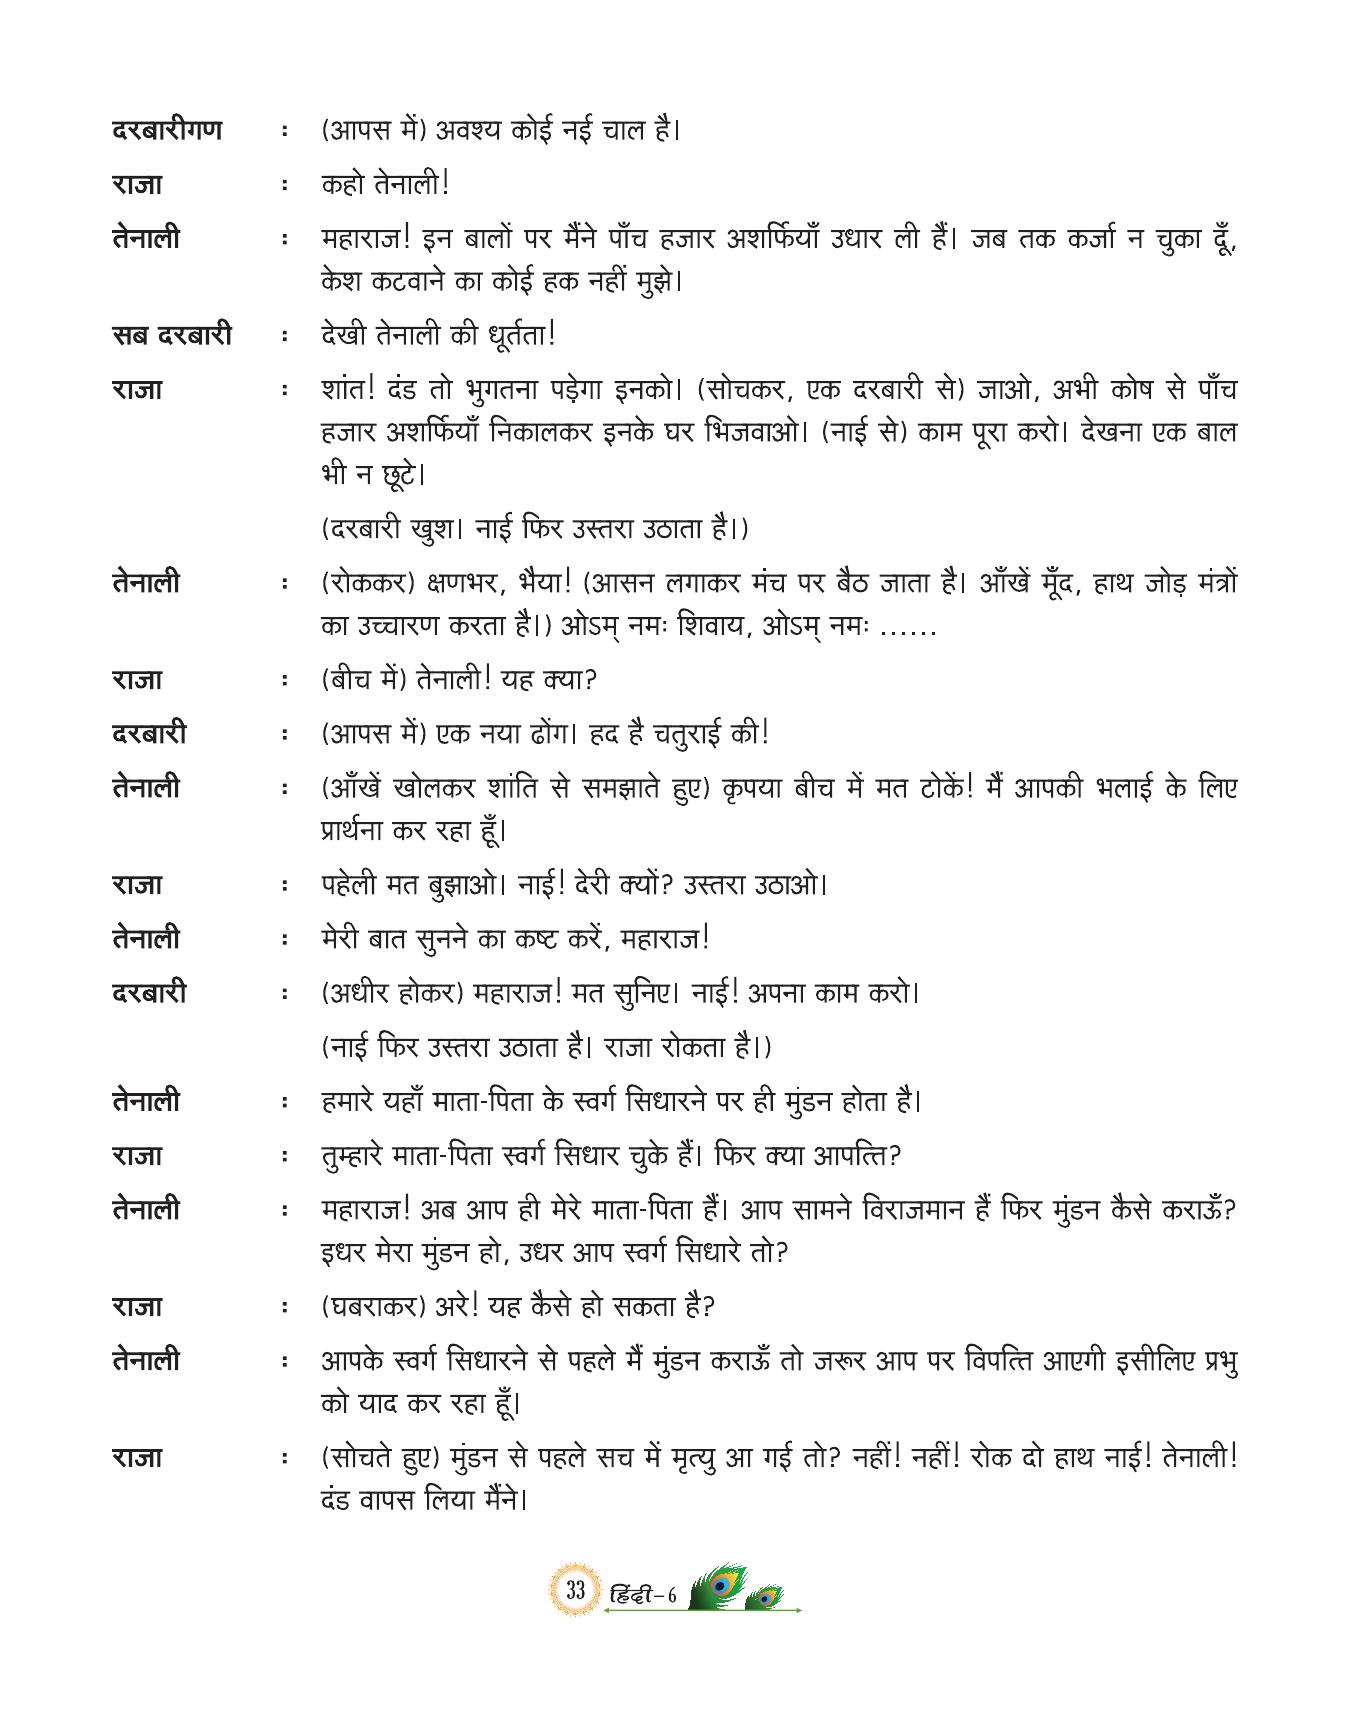 दरबारीगण : (आपस में) अवश्य कोई नई चाल है।
राजा : कहो तेनाली!
तेनाली : महाराज! इन बालों पर मैंने पाँच हजार अशर्फियाँ उधार ली हैं। जब तक कर्जा न चुका दूँ,
केश कटवाने का कोई हक नहीं मुझे।
सब दरबारी : देखी तेनाली की धूर्तता!
राजा : शांत! दंड तो भुगतना पड़ेगा इनको। (सोचकर, एक दरबारी से) जाओ, अभी कोष से पाँच
हजार अशर्फियाँ निकालकर इनके घर भिजवाओ। (नाई से) काम पूरा करो। देखना एक बाल
भी न छूटे।
(दरबारी खुश। नाई फिर उस्तरा उठाता है।)
तेनाली : (रोककर) क्षणभर, भैया! (आसन लगाकर मंच पर बैठ जाता है। आँखें मूँद, हाथ जोड़ मंत्रों
का उच्चारण करता है।) ओऽम् नमः शिवाय, ओऽम् नमः ......
राजा : (बीच में) तेनाली! यह क्या?
दरबारी : (आपस में) एक नया ढोंग। हद है चतुराई की!
तेनाली : (आँखें खोलकर शांति से समझाते हुए) कृपया बीच में मत टोकें! मैं आपकी भलाई के लिए
प्रार्थना कर रहा हूँ।
राजा : पहेली मत बुझाओ। नाई! देरी क्यों? उस्तरा उठाओ।
तेनाली : मेरी बात सुनने का कष्ट करें, महाराज!
दरबारी : (अधीर होकर) महाराज! मत सुनिए। नाई! अपना काम करो।
(नाई फिर उस्तरा उठाता है। राजा रोकता है।)
तेनाली : हमारे यहाँ माता-पिता के स्वर्ग सिधारने पर ही मुंडन होता है।
राजा : तुम्हारे माता-पिता स्वर्ग सिधार चुके हैं। फिर क्या आपत्ति?
तेनाली : महाराज! अब आप ही मेरे माता-पिता हैं। आप सामने विराजमान हैं फिर मुंडन कैसे कराऊँ?
इधर मेरा मुंडन हो, उधर आप स्वर्ग सिधारे तो?
राजा : (घबराकर) अरे! यह कैसे हो सकता है?
तेनाली : आपके स्वर्ग सिधारने से पहले मैं मुंडन कराऊँ तो जरूर आप पर विपत्ति आएगी इसीलिए प्रभु
को याद कर रहा हूँ।
राजा : (सोचते हुए) मुंडन से पहले सच में मृत्यु आ गई तो? नहीं! नहीं! रोक दो हाथ नाई! तेनाली!
दंड वापस लिया मैंने।
33 हिंदी–6